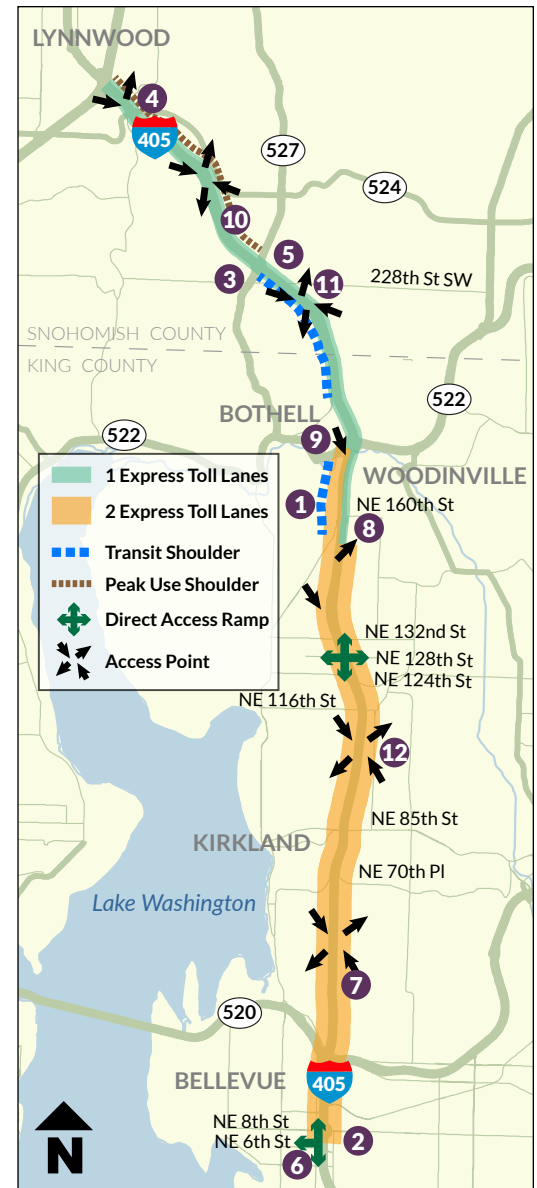 LYNNWOOD
4
405
527
524
10
5
3
11
228th St SW
SNOHOMISH COUNTY
KING COUNTY
BOTHELL
522
522
9
WOODINVILLE
1 Express Toll Lanes
2 Express Toll Lanes
Transit Shoulder
Peak Use Shoulder
Direct Access Ramp
Access Point
1
NE 160th St
8
NE 132nd St
NE 128th St
NE 124th St
NE 116th St
12
NE 85th St
KIRKLAND
NE 70th Pl
Lake Washington
7
520
BELLEVUE
405
NE 8th St
NE 6th St
2
6
N